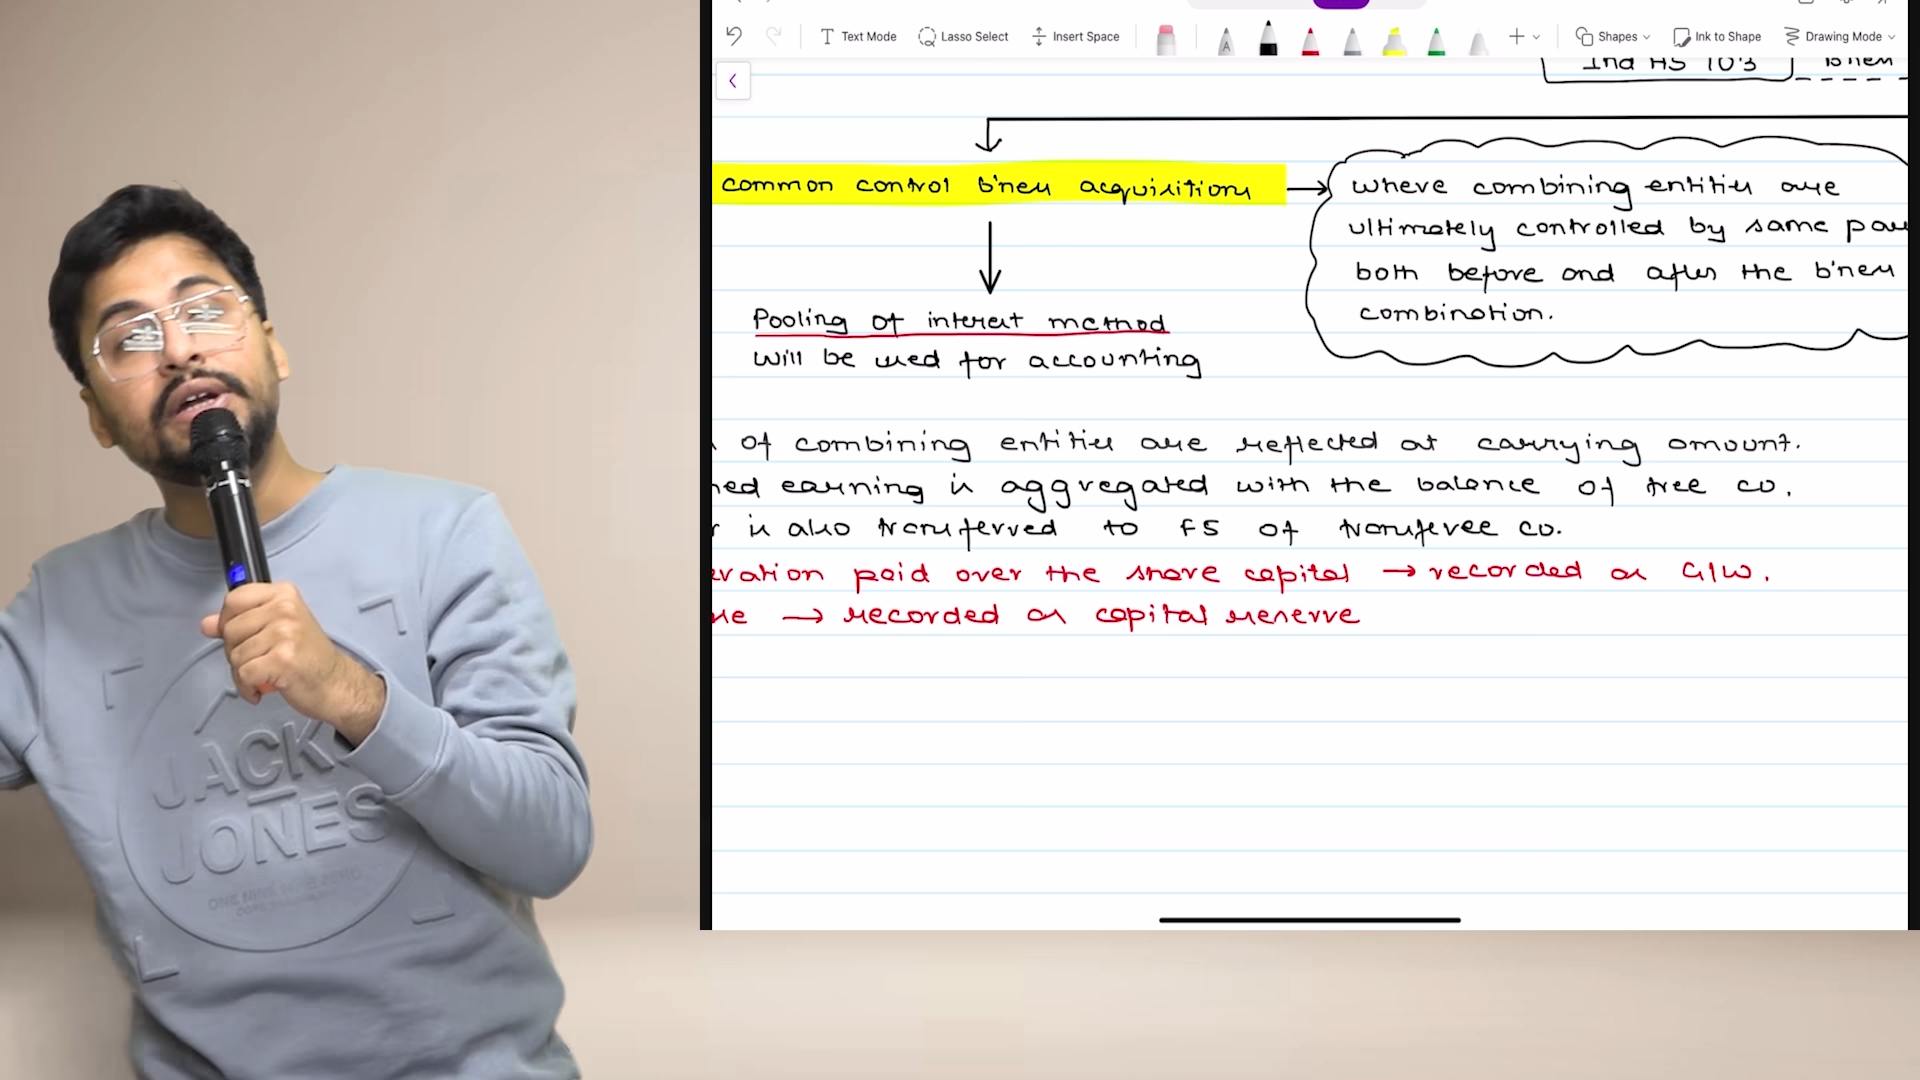 Text Mode Lasso Select Insert Space A Shapes Ink to Shape Drawing Mode
Ind AS 103
B'ness
common control b'ness acquisitions → where combining entities are
ultimately controlled by same
both before and after the b'ness
combination.
Pooling of interest method
will be used for accounting
of combining entities are reflected at carrying amount.
earning is aggregated with the balance of tree co.
is also transferred to FS of transferee co.
paid over the share capital → recorded as G/W.
→ recorded as capital reserve
JACK
JONES